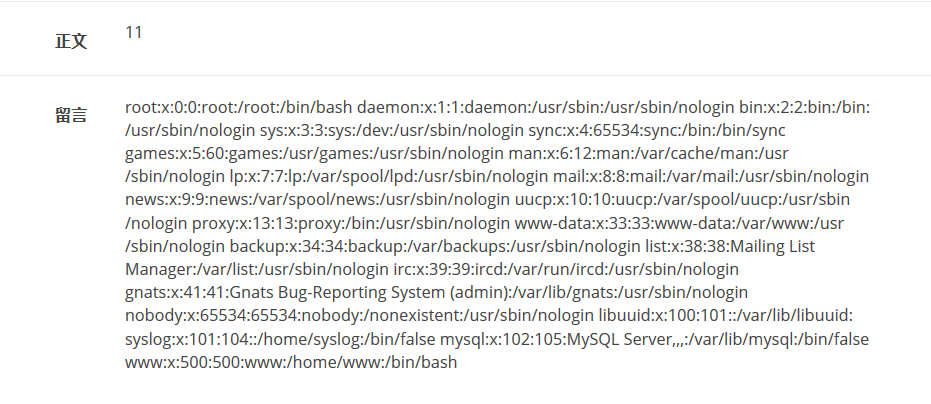 正文
11
留言
root:x:0:0:root:/root:/bin/bash daemon:x:1:1:daemon:/usr/sbin:/usr/sbin/nologin bin:x:2:2:bin:/bin:
/usr/sbin/nologin sys:x:3:3:sys:/dev:/usr/sbin/nologin sync:x:4:65534:sync:/bin:/bin/sync
games:x:5:60:games:/usr/games:/usr/sbin/nologin man:x:6:12:man:/var/cache/man:/usr
/sbin/nologin lp:x:7:7:lp:/var/spool/lpd:/usr/sbin/nologin mail:x:8:8:mail:/var/mail:/usr/sbin/nologin
news:x:9:9:news:/var/spool/news:/usr/sbin/nologin uucp:x:10:10:uucp:/var/spool/uucp:/usr/sbin
/nologin proxy:x:13:13:proxy:/bin:/usr/sbin/nologin www-data:x:33:33:www-data:/var/www:/usr
/sbin/nologin backup:x:34:34:backup:/var/backups:/usr/sbin/nologin list:x:38:38:Mailing List
Manager:/var/list:/usr/sbin/nologin irc:x:39:39:ircd:/var/run/ircd:/usr/sbin/nologin
gnats:x:41:41:Gnats Bug-Reporting System (admin):/var/lib/gnats:/usr/sbin/nologin
nobody:x:65534:65534:nobody:/nonexistent:/usr/sbin/nologin libuuid:x:100:101::/var/lib/libuuid:
syslog:x:101:104::/home/syslog:/bin/false mysql:x:102:105:MySQL Server,,,:/var/lib/mysql:/bin/false
www:x:500:500:www:/home/www:/bin/bash